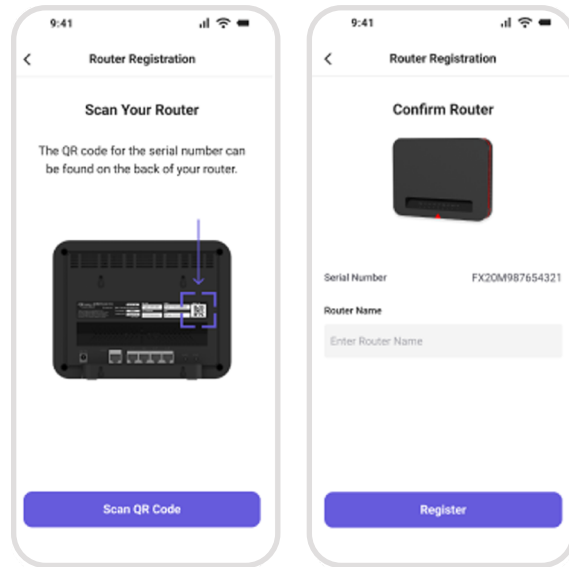 9:41
Router Registration
Scan Your Router
The QR code for the serial number can
be found on the back of your router.
Scan QR Code
9:41
Router Registration
Confirm Router
Serial Number FX20M987654321
Router Name
Enter Router Name
Register